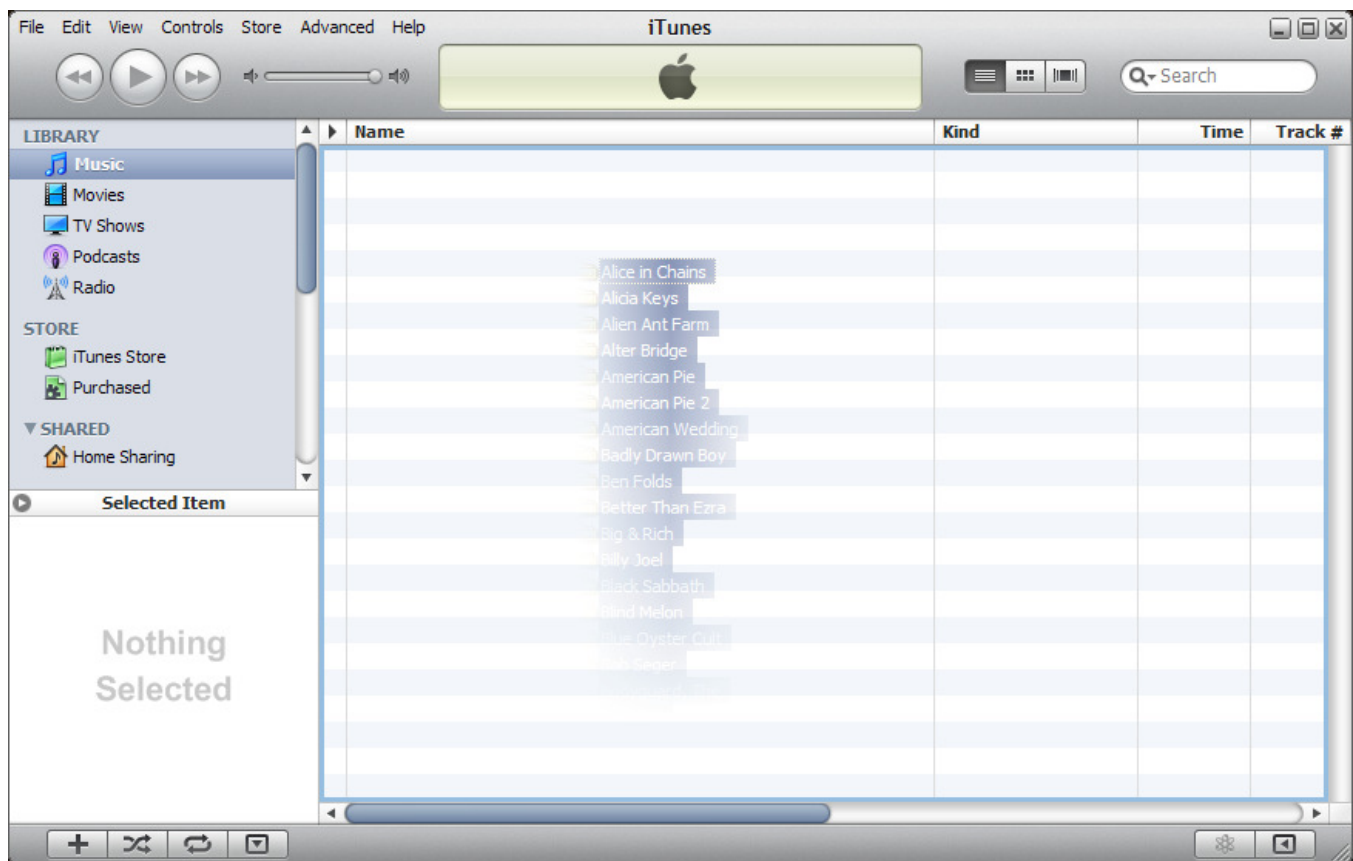 File Edit View Controls Store Advanced Help
iTunes
Search
LIBRARY
Music
Movies
TV Shows
Podcasts
Radio
STORE
iTunes Store
Purchased
SHARED
Home Sharing
Selected Item
Nothing
Selected
Name Kind Time Track #
Alice in Chains
Alicia Keys
Alien Ant Farm
Alter Bridge
American Pie
American Pie 2
American Wedding
Badly Drawn Boy
Ben Folds
Better Than Ezra
Big & Rich
Billy Joel
Black Sabbath
Blind Melon
Blue Oyster Cult
Bob Seger